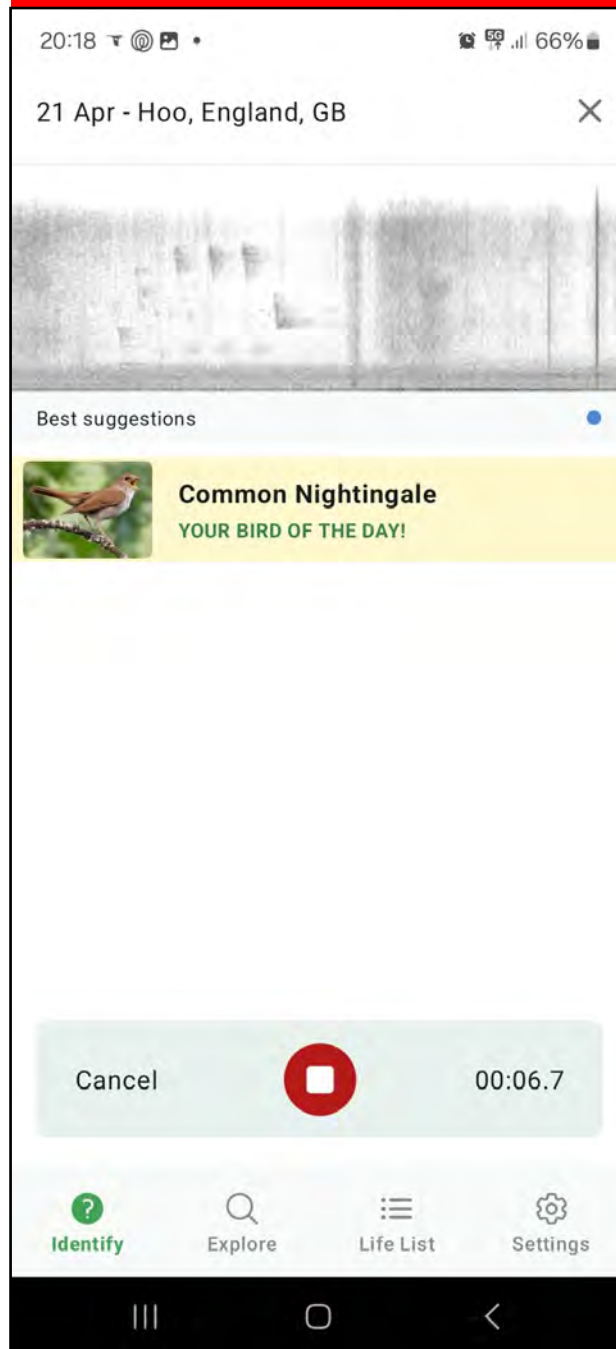 20:18
5G 66%
21 Apr - Hoo, England, GB
Best suggestions
Common Nightingale
YOUR BIRD OF THE DAY!
Cancel 00:06.7
? 
Identify Explore Life List Settings